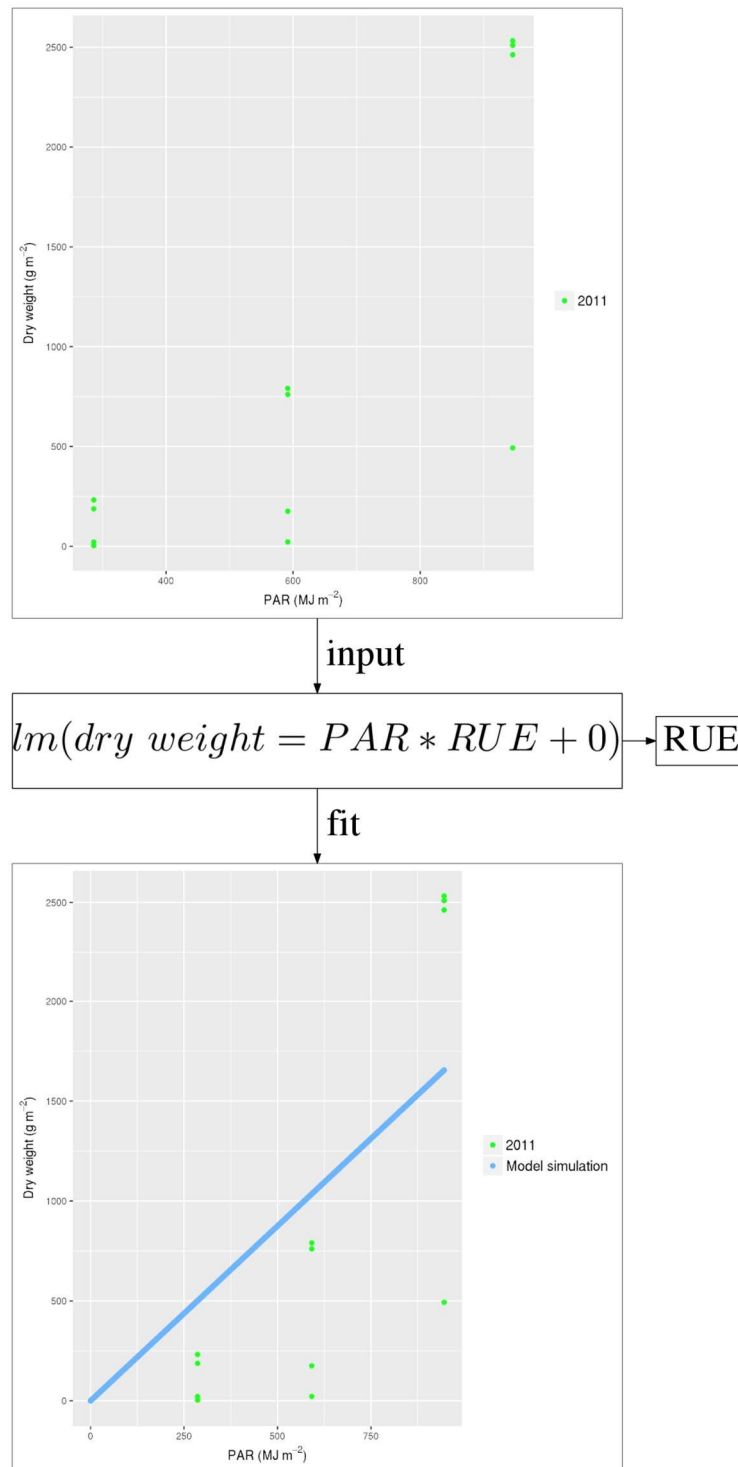 2500
2000
1500
1000
500
0
Dry weight (g m⁻²)
400 600 800
PAR (MJ m⁻²)
2011
input
lm(dry weight = PAR ∗ RUE + 0)
RUE
fit
2500
2000
1500
1000
500
0
Dry weight (g m⁻²)
0 250 500 750
PAR (MJ m⁻²)
2011
Model simulation